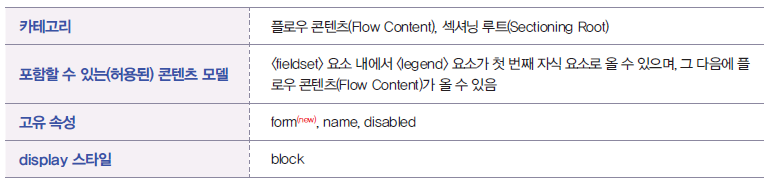 카테고리
플로우 콘텐츠(Flow Content), 섹셔닝 루트(Sectioning Root)
포함할 수 있는(허용된) 콘텐츠 모델
〈fieldset〉 요소 내에서 〈legend〉 요소가 첫 번째 자식 요소로 올 수 있으며, 그 다음에 플
로우 콘텐츠(Flow Content)가 올 수 있음
고유 속성
form(new), name, disabled
display 스타일
block